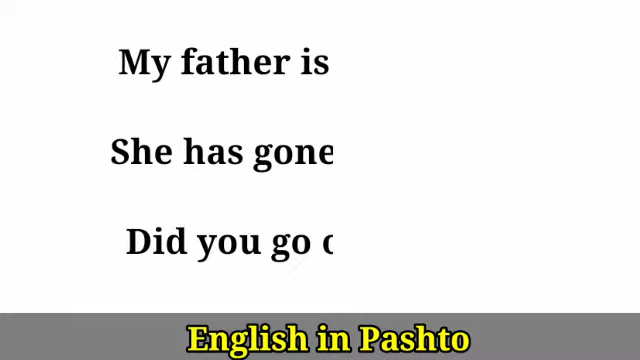 My father is
She has gone
Did you go
English in Pashto